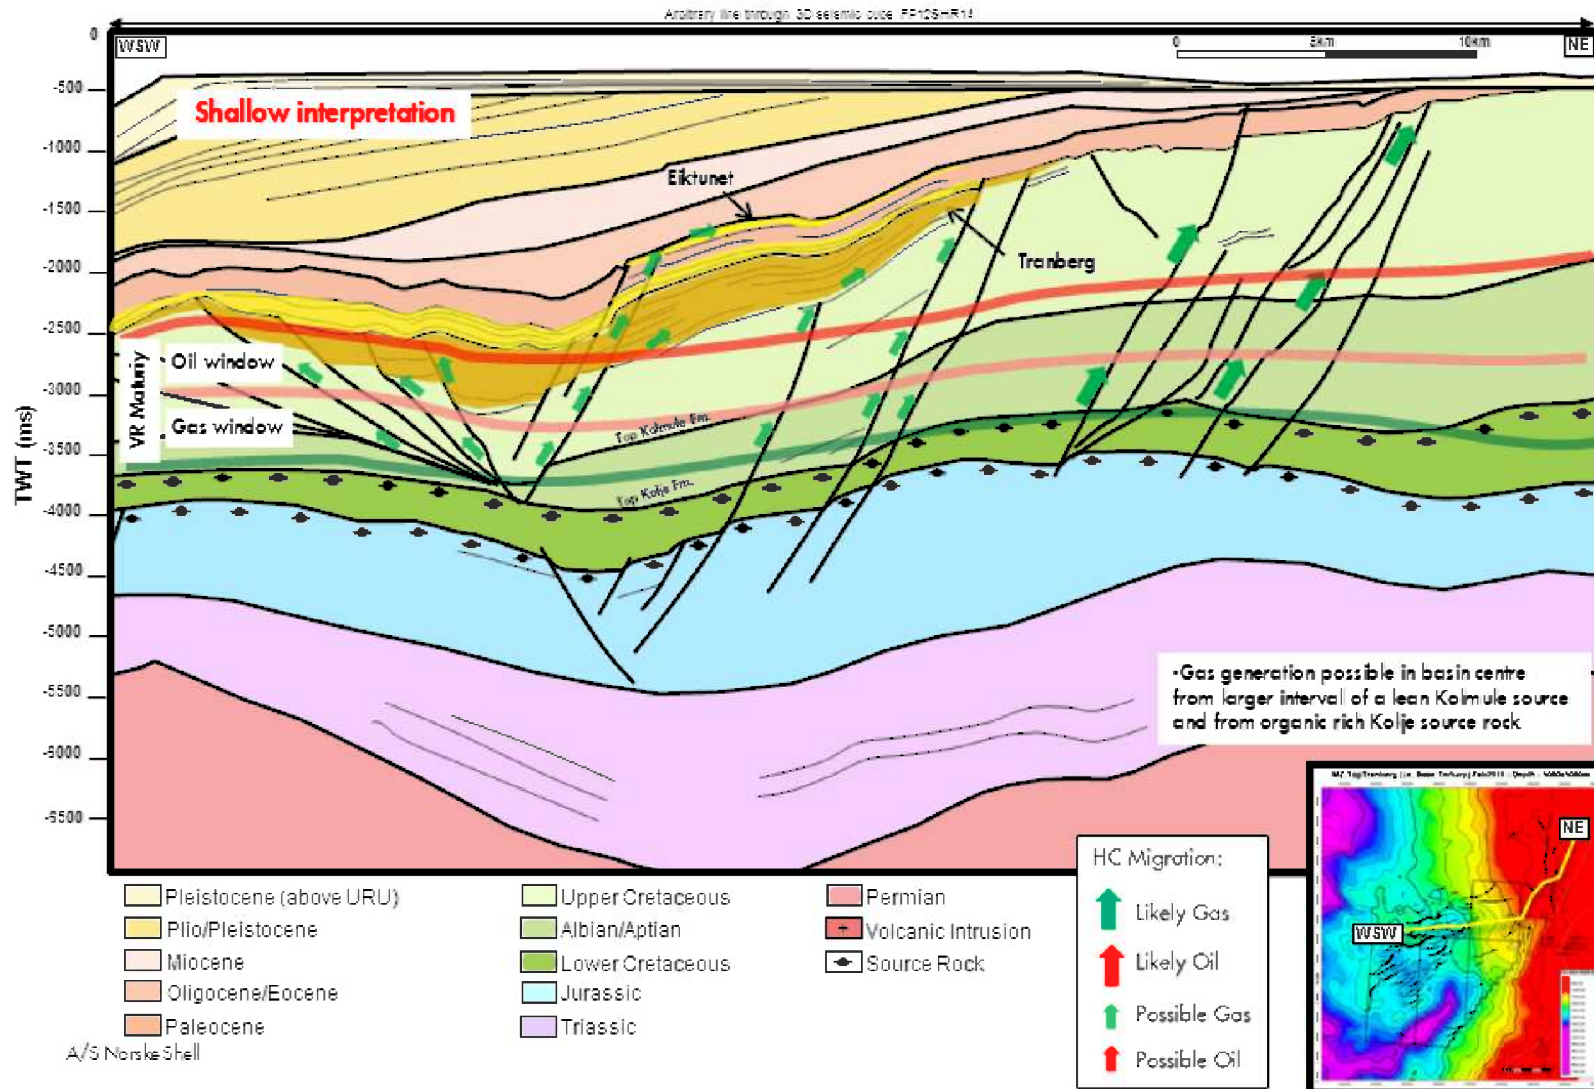 Arbitrary line through 3D seismic cube
WSW
0
5km
10km
NE
0
-500
-1000
-1500
-2000
-2500
-3000
-3500
-4000
-4500
-5000
-5500
-6000
-6500
TWT (ms)
Shallow interpretation
Eiktunet
Tranberg
VR Maturiy
Oil window
Gas window
Top Kolmule Fm.
Top Kolje Fm.
-Gas generation possible in basin centre
from larger intervall of a lean Kolmule source
and from organic rich Kolje source rock
NE
WSW
Pleistocene (above URU)
Plio/Pleistocene
Miocene
Oligocene/Eocene
Paleocene
Upper Cretaceous
Albian/Aptian
Lower Cretaceous
Jurassic
Triassic
Permian
Volcanic Intrusion
Source Rock
HC Migration:
Likely Gas
Likely Oil
Possible Gas
Possible Oil
A/S Norske Shell